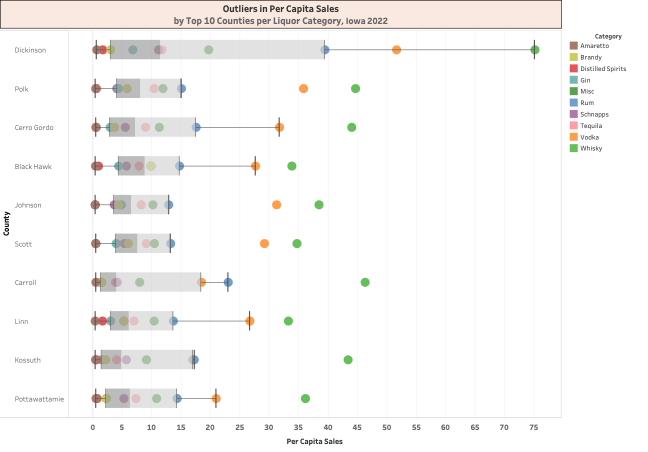 Outliers in Per Capita Sales
by Top 10 Counties per Liquor Category, Iowa 2022
Category
Amaretto
Brandy
Distilled Spirits
Gin
Misc
Rum
Schnapps
Tequila
Vodka
Whisky
County
Dickinson
Polk
Cerro Gordo
Black Hawk
Johnson
Scott
Carroll
Linn
Kossuth
Pottawattamie
0 5 10 15 20 25 30 35 40 45 50 55 60 65 70 75
Per Capita Sales